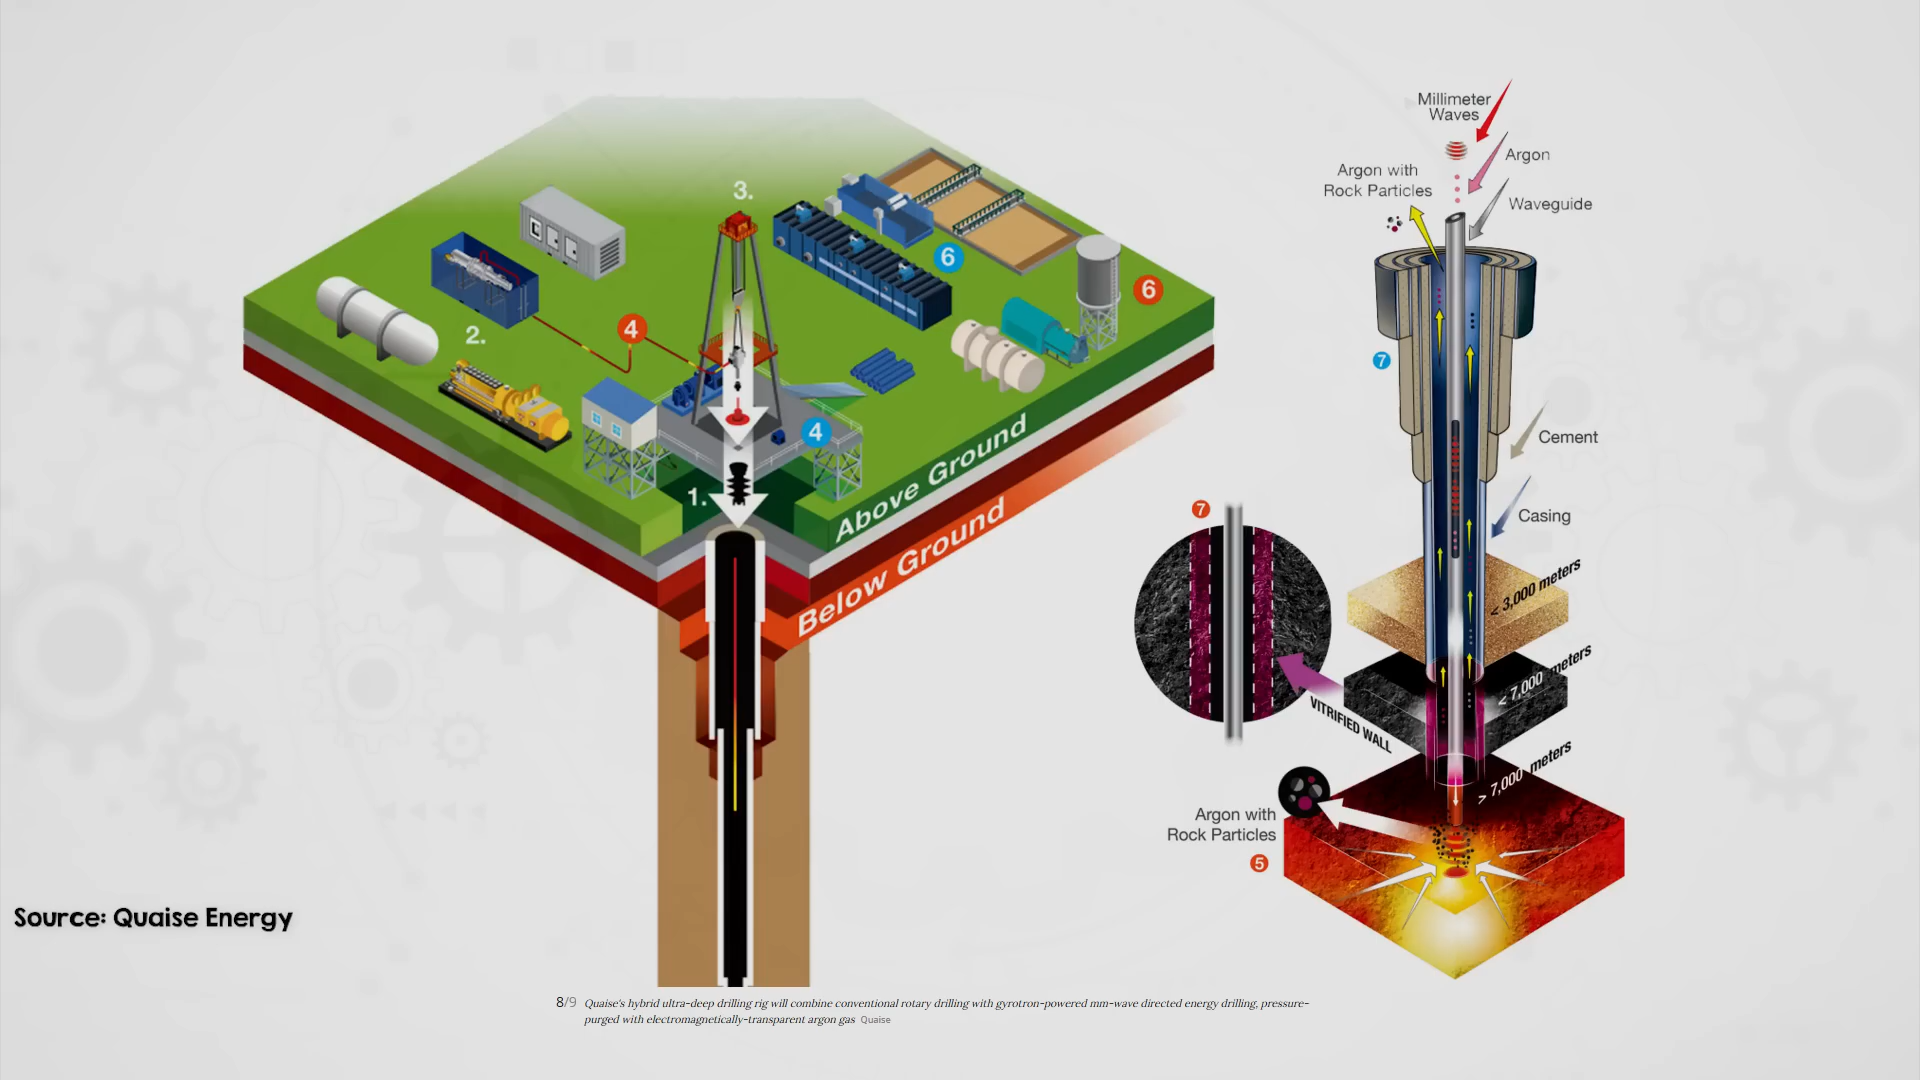 3.
2.
4
6
6
4
1.
Above Ground
Below Ground
Millimeter
Waves
Argon
Argon with
Rock Particles
Waveguide
7
Cement
Casing
7
< 3,000 meters
< 7,000 meters
VITRIFIED WALL
> 7,000 meters
Argon with
Rock Particles
5
Source: Quaise Energy
8/9 Quaise's hybrid ultra-deep drilling rig will combine conventional rotary drilling with gyrotron-powered mm-wave directed energy drilling, pressure-
purged with electromagnetically-transparent argon gas Quaise